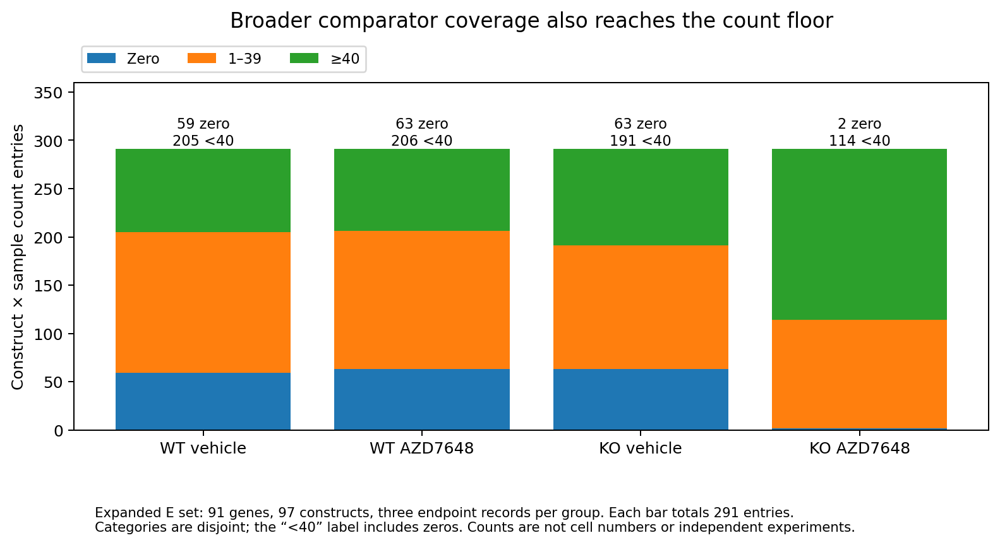 Broader comparator coverage also reaches the count floor
Zero 1–39 ≥40
Construct × sample count entries
350
300
250
200
150
100
50
0
59 zero
205 <40
63 zero
206 <40
63 zero
191 <40
2 zero
114 <40
WT vehicle
WT AZD7648
KO vehicle
KO AZD7648
Expanded E set: 91 genes, 97 constructs, three endpoint records per group. Each bar totals 291 entries.
Categories are disjoint; the “<40” label includes zeros. Counts are not cell numbers or independent experiments.